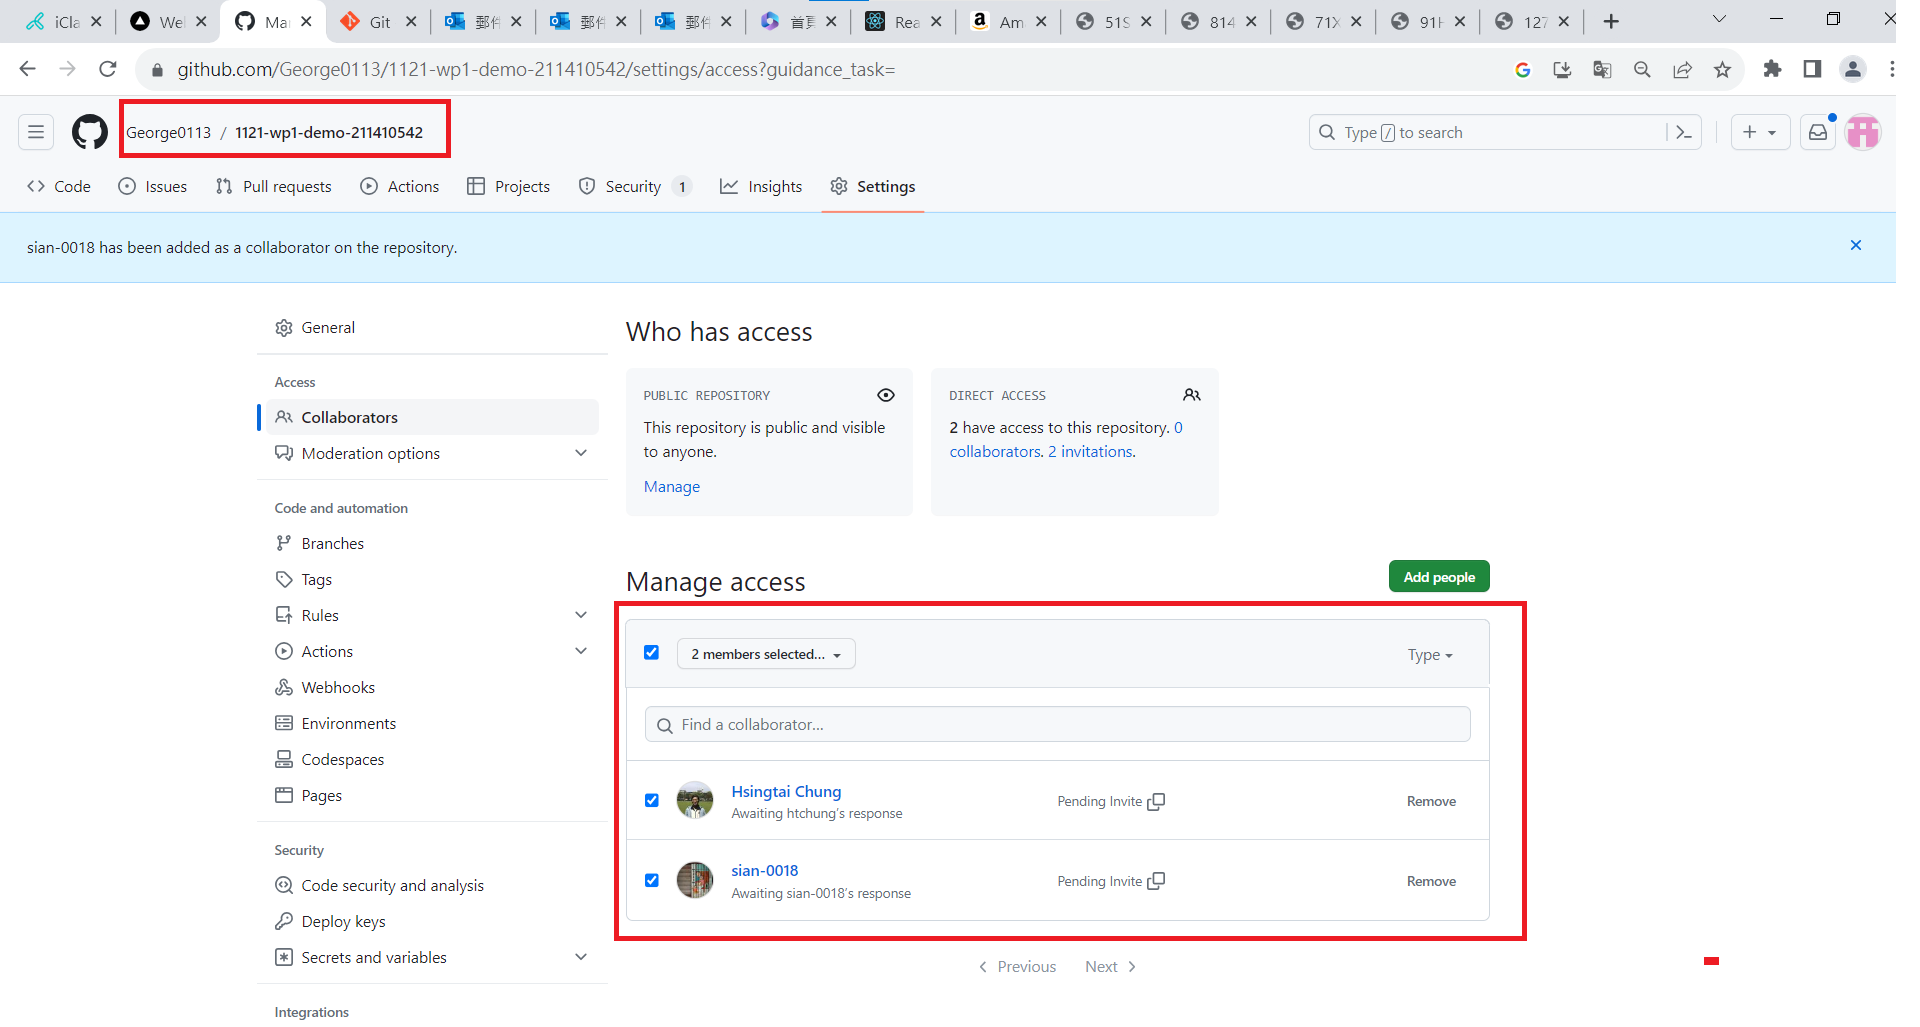 iCla
Wel
Mar
Git
郵件
郵件
郵件
首頁
Rea
Am
51S
814
71X
91H
127
github.com/George0113/1121-wp1-demo-211410542/settings/access?guidance_task=
George0113 / 1121-wp1-demo-211410542
Type / to search
Code
Issues
Pull requests
Actions
Projects
Security 1
Insights
Settings
sian-0018 has been added as a collaborator on the repository.
General
Access
Collaborators
Moderation options
Code and automation
Branches
Tags
Rules
Actions
Webhooks
Environments
Codespaces
Pages
Security
Code security and analysis
Deploy keys
Secrets and variables
Integrations
Who has access
PUBLIC REPOSITORY
This repository is public and visible
to anyone.
Manage
DIRECT ACCESS
2 have access to this repository. 0
collaborators. 2 invitations.
Manage access
Add people
2 members selected...
Type
Find a collaborator...
Hsingtai Chung
Awaiting htchung's response
Pending Invite
Remove
sian-0018
Awaiting sian-0018's response
Pending Invite
Remove
Previous
Next